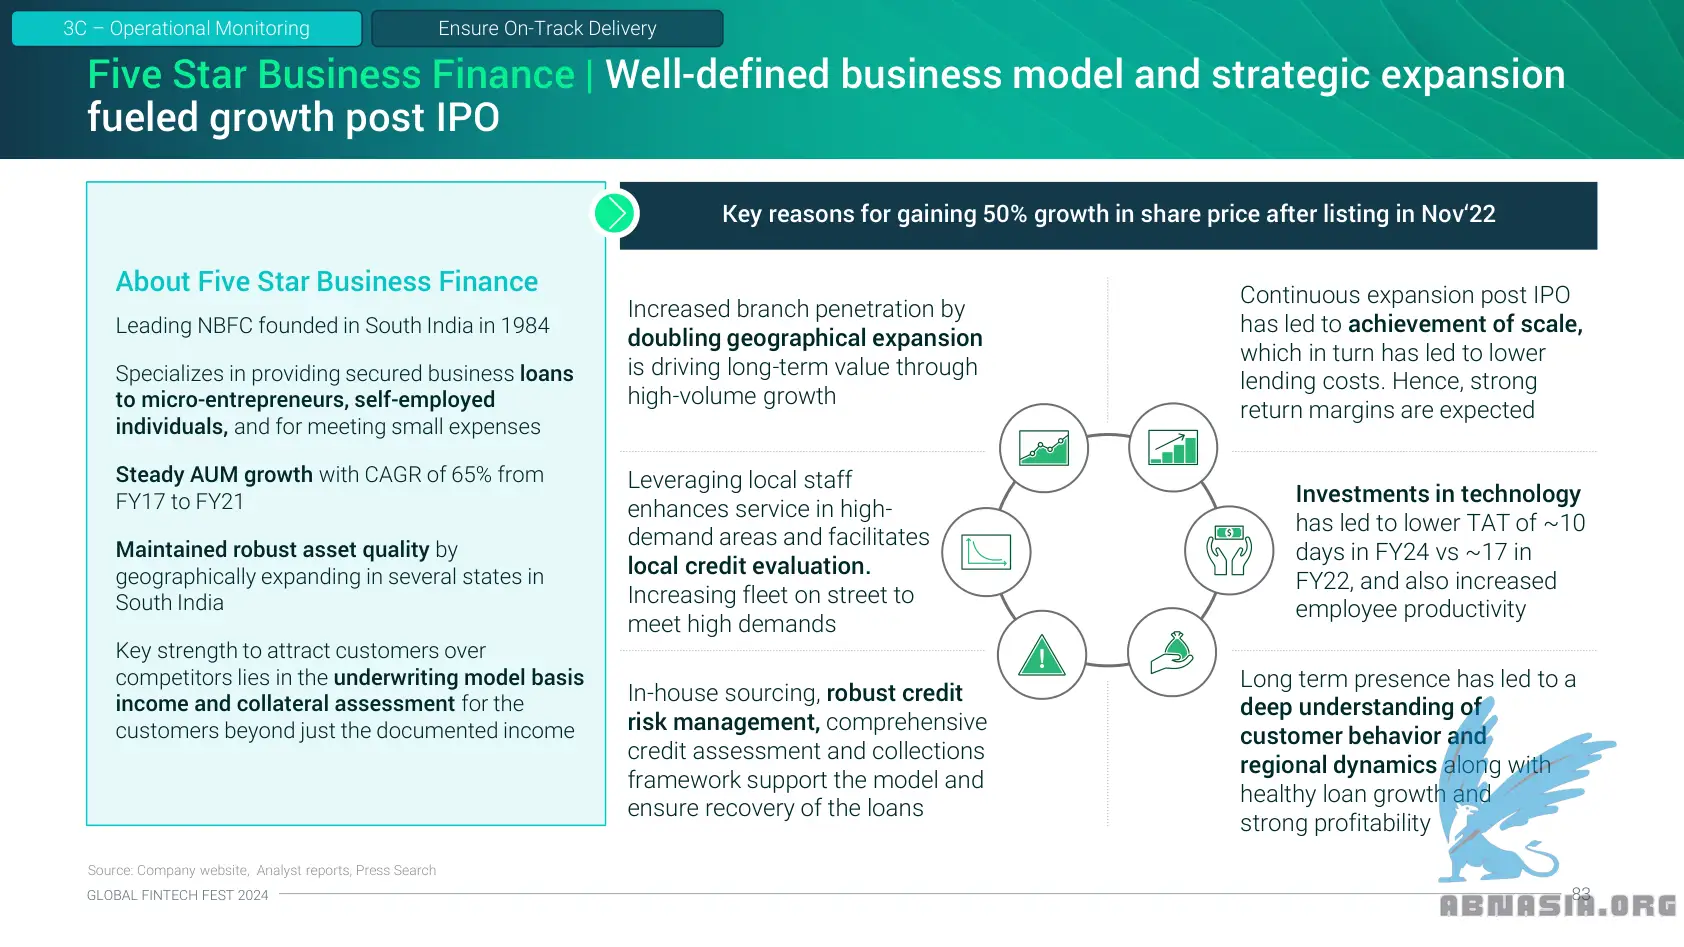 3C – Operational Monitoring
Ensure On-Track Delivery
Five Star Business Finance | Well-defined business model and strategic expansion
fueled growth post IPO
About Five Star Business Finance
Leading NBFC founded in South India in 1984
Specializes in providing secured business loans
to micro-entrepreneurs, self-employed
individuals, and for meeting small expenses
Steady AUM growth with CAGR of 65% from
FY17 to FY21
Maintained robust asset quality by
geographically expanding in several states in
South India
Key strength to attract customers over
competitors lies in the underwriting model basis
income and collateral assessment for the
customers beyond just the documented income
Key reasons for gaining 50% growth in share price after listing in Nov‘22
Increased branch penetration by
doubling geographical expansion
is driving long-term value through
high-volume growth
Leveraging local staff
enhances service in high-
demand areas and facilitates
local credit evaluation.
Increasing fleet on street to
meet high demands
In-house sourcing, robust credit
risk management, comprehensive
credit assessment and collections
framework support the model and
ensure recovery of the loans
Continuous expansion post IPO
has led to achievement of scale,
which in turn has led to lower
lending costs. Hence, strong
return margins are expected
Investments in technology
has led to lower TAT of ~10
days in FY24 vs ~17 in
FY22, and also increased
employee productivity
Long term presence has led to a
deep understanding of
customer behavior and
regional dynamics along with
healthy loan growth and
strong profitability
Source: Company website, Analyst reports, Press Search
GLOBAL FINTECH FEST 2024
83
ABNASIA.ORG